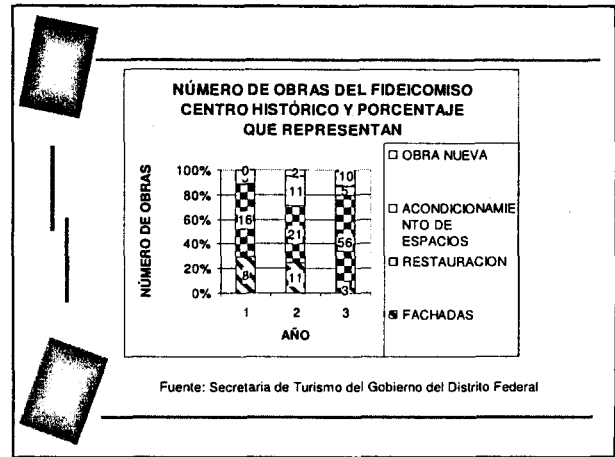 NÚMERO DE OBRAS DEL FIDEICOMISO
CENTRO HISTÓRICO Y PORCENTAJE
QUE REPRESENTAN
NÚMERO DE OBRAS
100%
80%
60%
40%
20%
0%
0
16
8
2
11
21
11
10
5
56
3
1
2
3
AÑO
OBRA NUEVA
ACONDICIONAMIE
NTO DE
ESPACIOS
RESTAURACION
FACHADAS
Fuente: Secretaria de Turismo del Gobierno del Distrito Federal